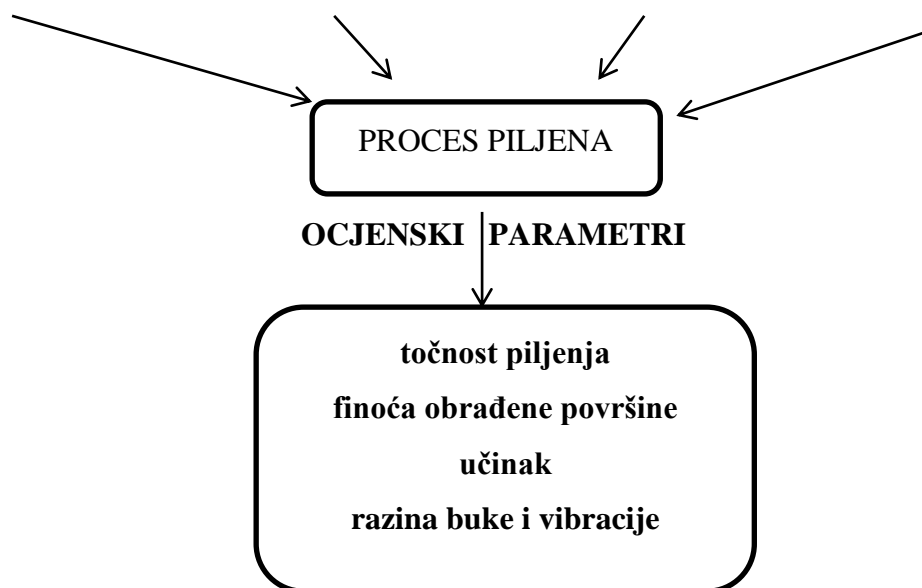 PROCES PILJENA
OCJENSKI PARAMETRI
točnost piljenja
finoća obrađene površine
učinak
razina buke i vibracije